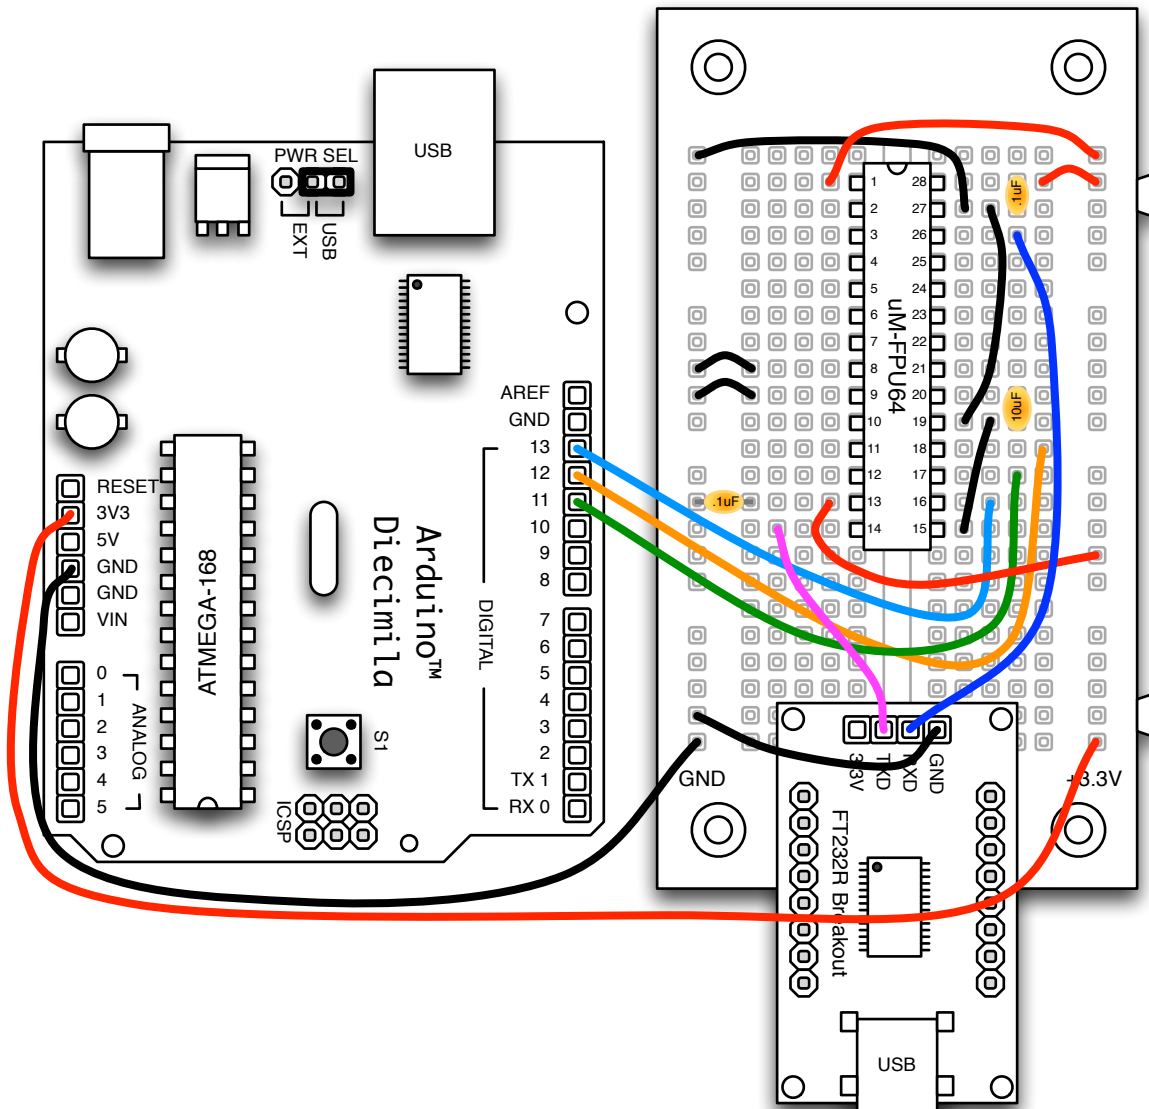 USB
PWR SEL
EXT
USB
AREF
GND
13
12
11
10
9
8
7
6
5
4
3
2
TX 1
RX 0
DIGITAL
Arduino™
Diecimila
RESET
3V3
5V
GND
GND
VIN
0
1
2
3
4
5
ANALOG
ATMEGA-168
S1
ICSP
1
2
3
4
5
6
7
8
9
10
11
12
13
14
28
27
26
25
24
23
22
21
20
19
18
17
16
15
uM-FPU64
.1uF
10uF
.1uF
GND
+3.3V
3.3V
TXD
RXD
GND
FT232R Breakout
USB